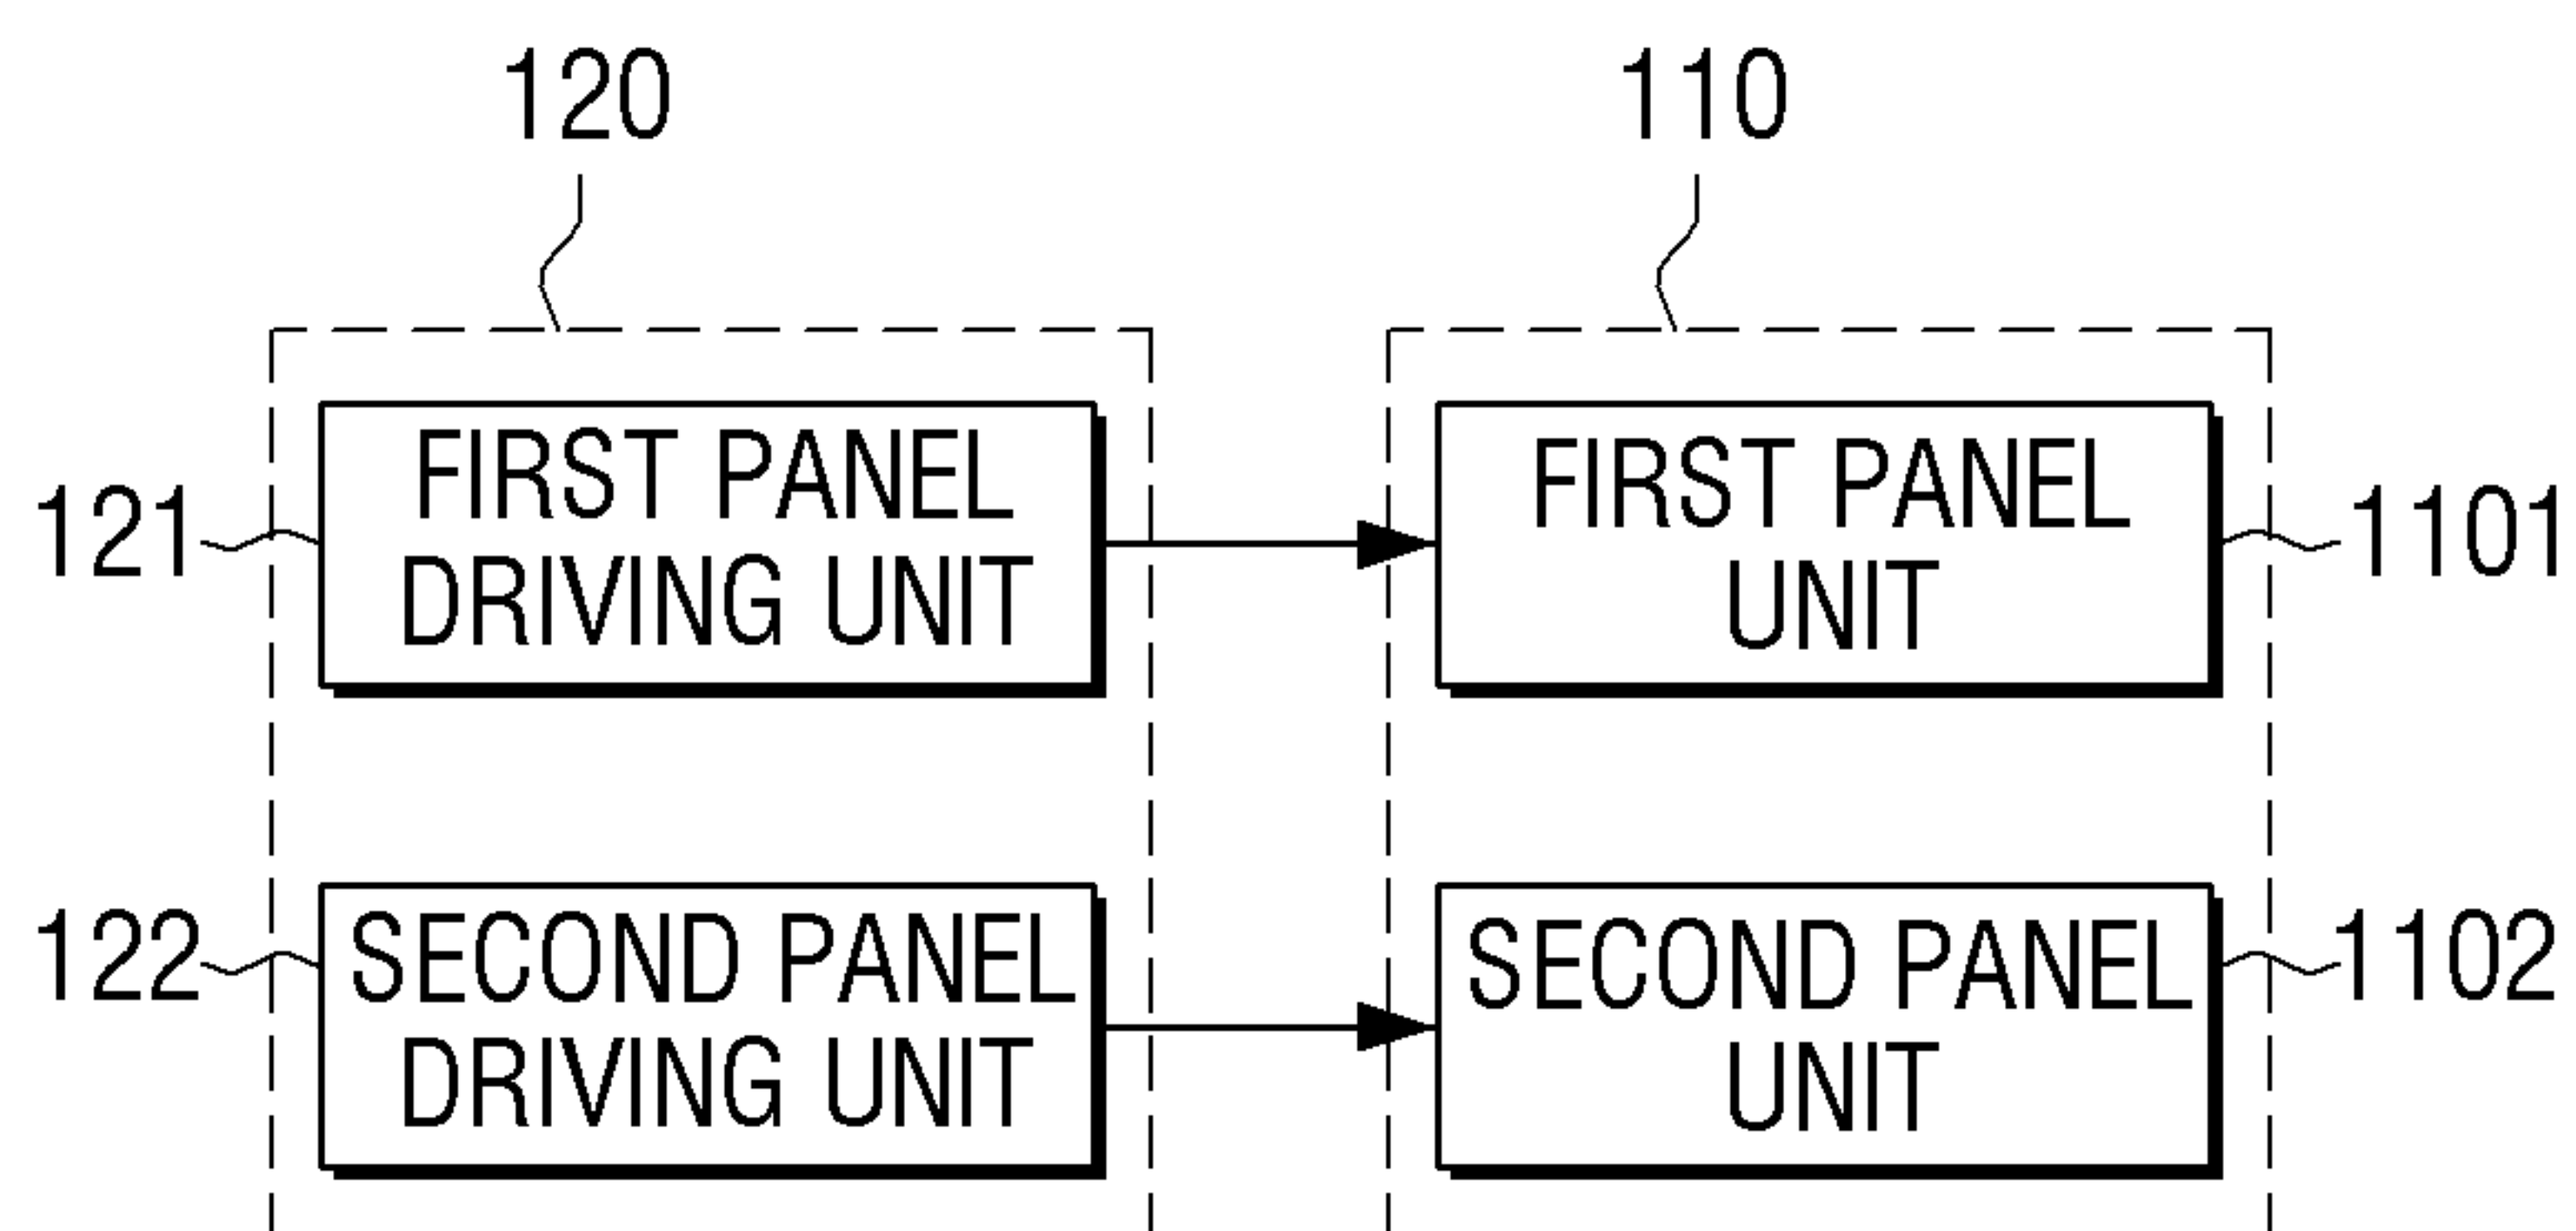 120
110
FIRST PANEL
DRIVING UNIT
121
FIRST PANEL
UNIT
1101
SECOND PANEL
DRIVING UNIT
122
SECOND PANEL
UNIT
1102